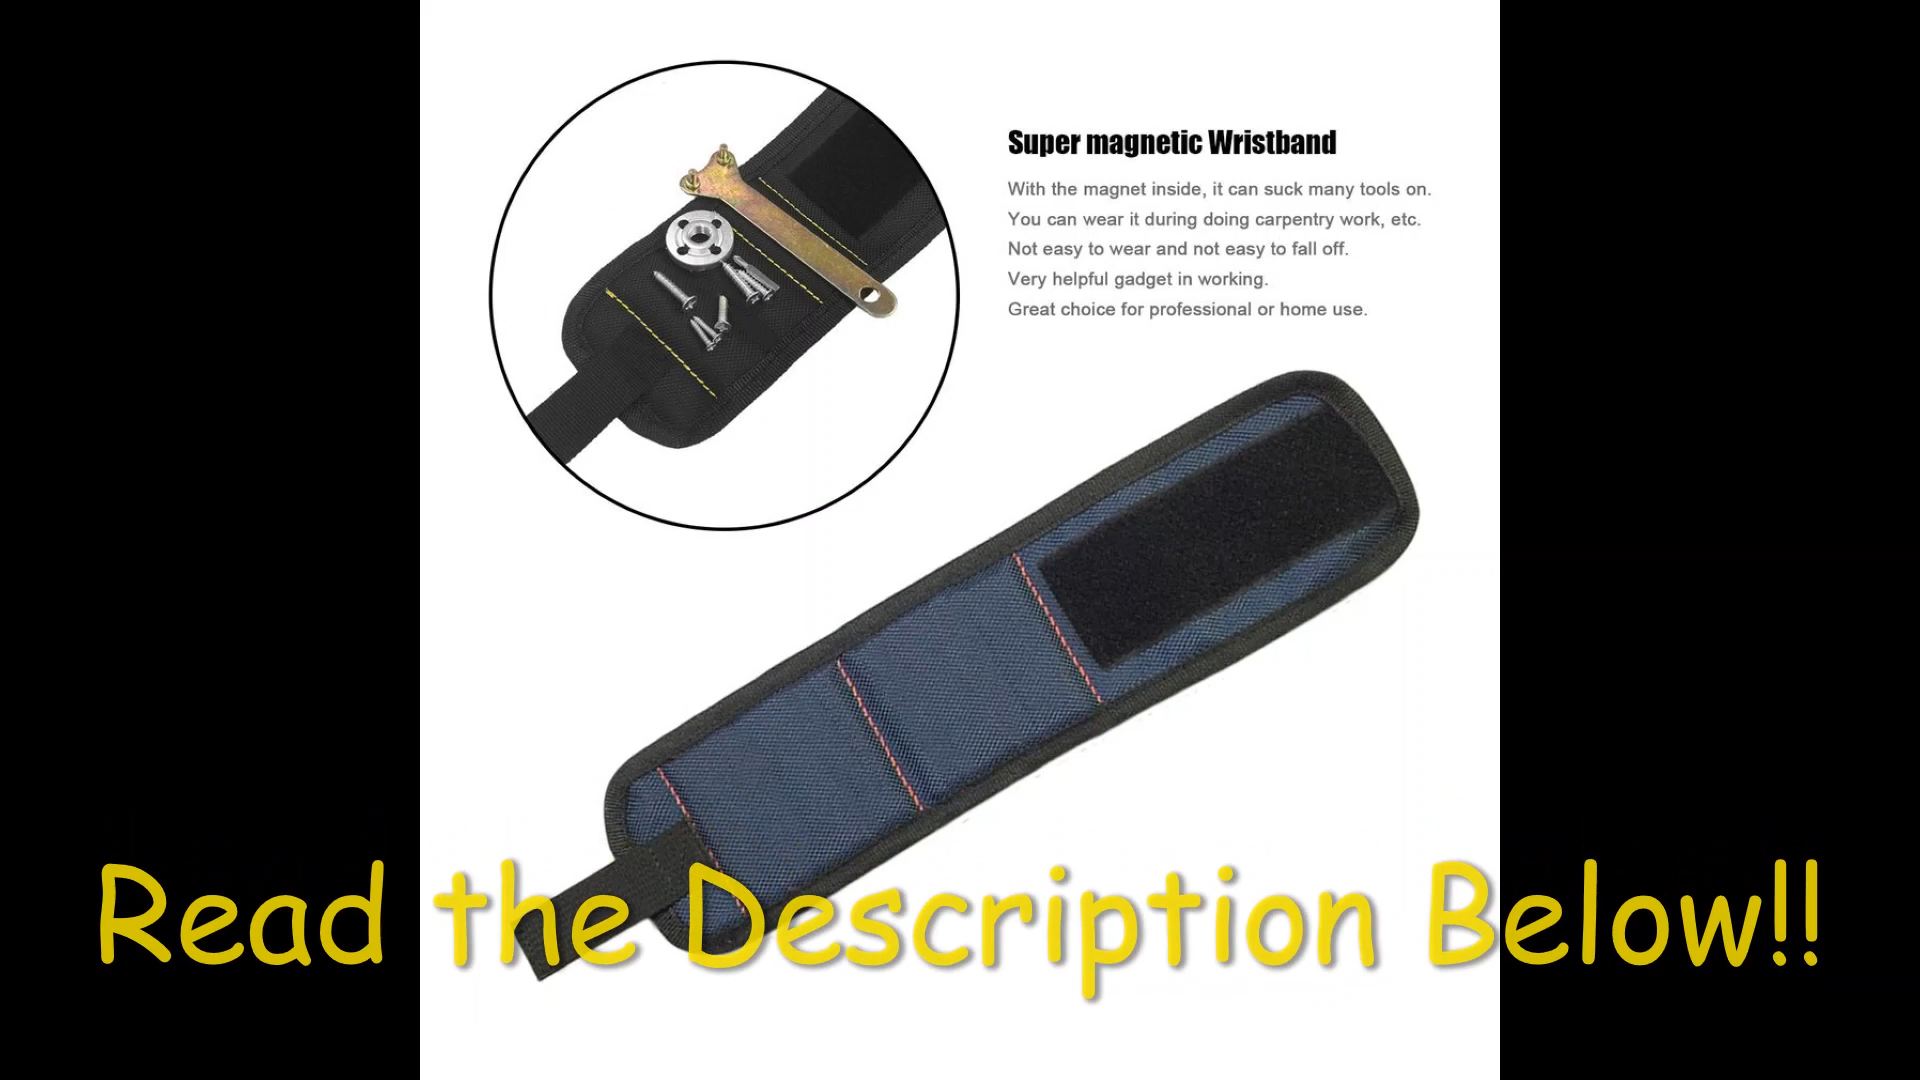 Super magnetic Wristband
With the magnet inside, it can suck many tools on.
You can wear it during doing carpentry work, etc.
Not easy to wear and not easy to fall off.
Very helpful gadget in working.
Great choice for professional or home use.
Read the Description Below!!